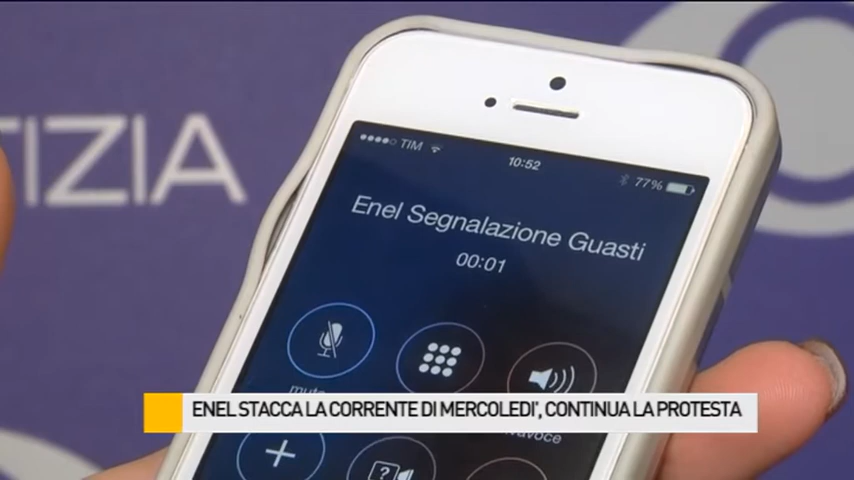 TIZIA
TIM
10:52
77%
Enel Segnalazione Guasti
00:01
ENEL STACCA LA CORRENTE DI MERCOLEDI', CONTINUA LA PROTESTA